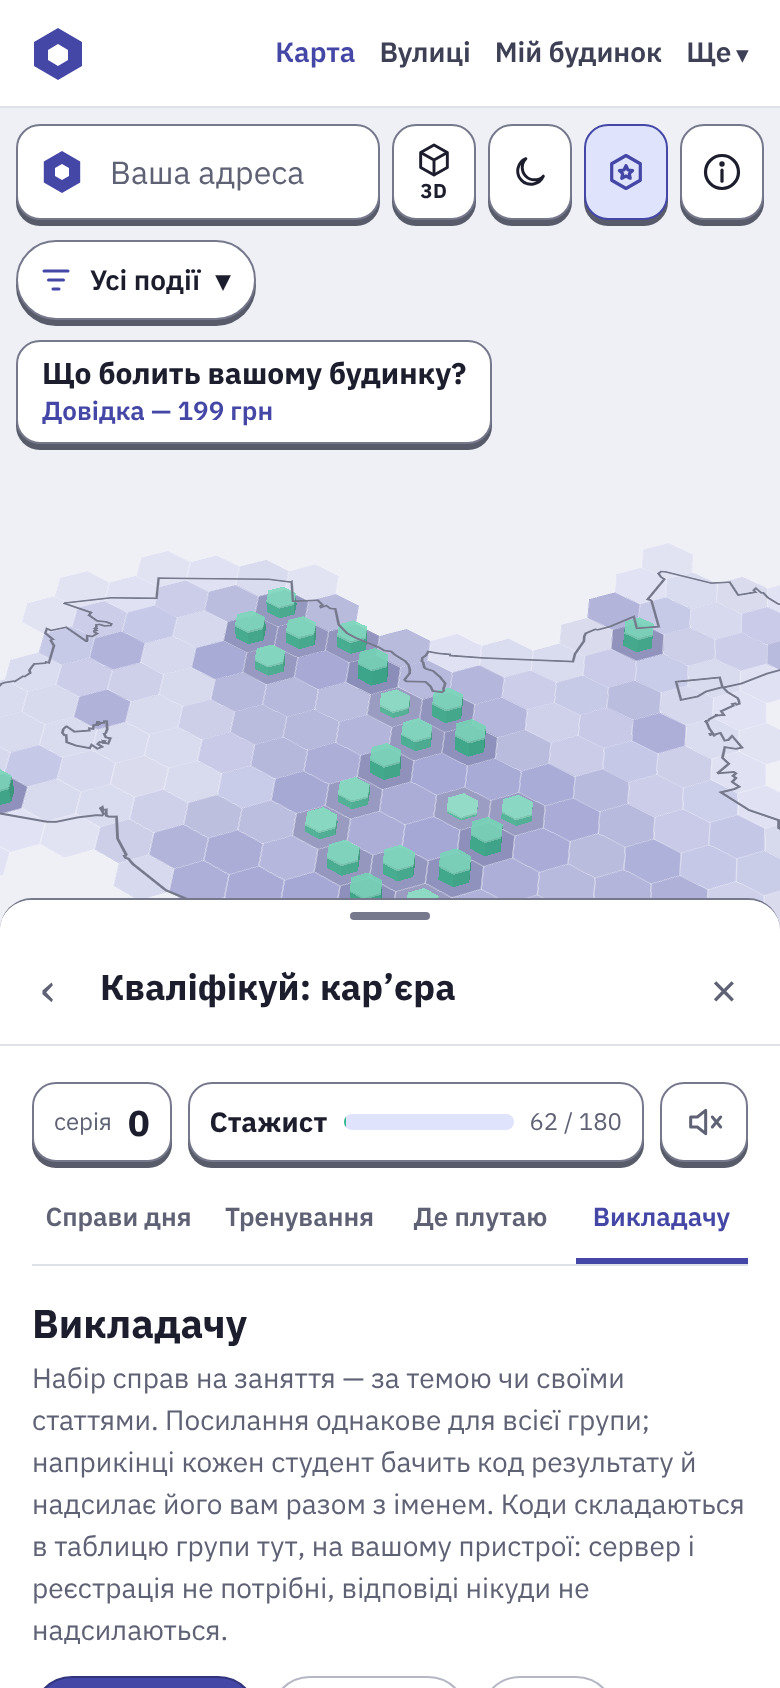 Карта Вулиці Мій будинок Ще ▾
Ваша адреса
3D
Усі події ▼
Що болить вашому будинку?
Довідка — 199 грн
‹ Кваліфікуй: кар’єра ×
серія 0 Стажист 62 / 180
Справи дня Тренування Де плутаю Викладачу
Викладачу
Набір справ на заняття — за темою чи своїми
статтями. Посилання однакове для всієї групи;
наприкінці кожен студент бачить код результату й
надсилає його вам разом з іменем. Коди складаються
в таблицю групи тут, на вашому пристрої: сервер і
реєстрація не потрібні, відповіді нікуди не
надсилаються.